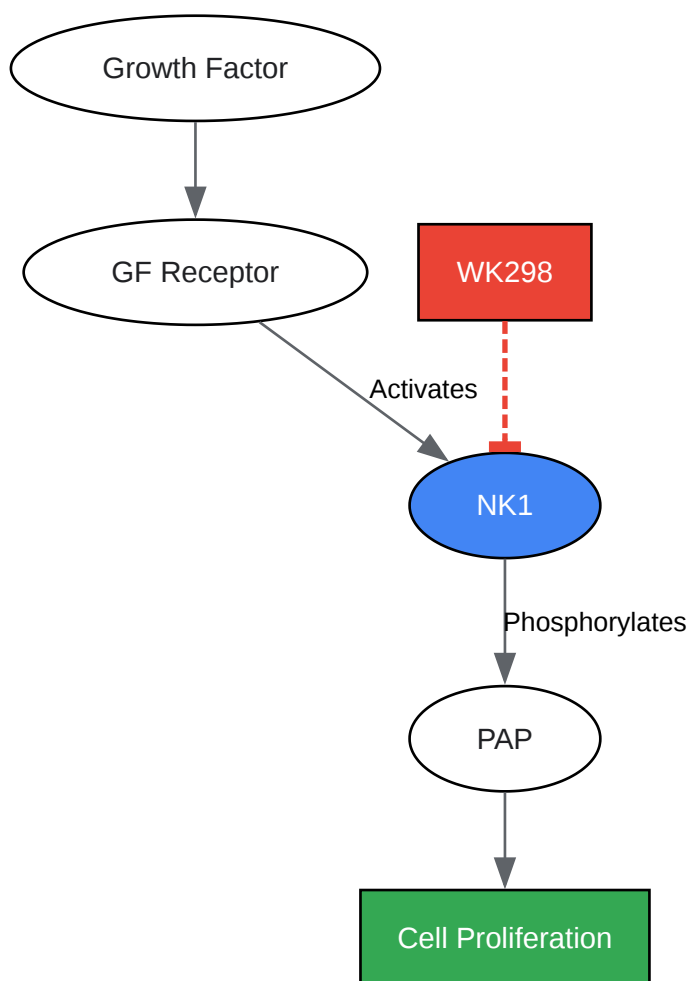 Growth Factor
GF Receptor
WK298
Activates
NK1
Phosphorylates
PAP
Cell Proliferation